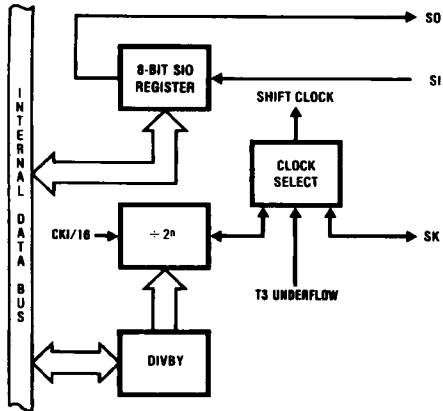 SO
8-BIT SIO
REGISTER
SI
SHIFT CLOCK
INTERNAL DATA BUS
CLOCK
SELECT
CKI/16
÷ 2ⁿ
SK
T3 UNDERFLOW
DIVBY